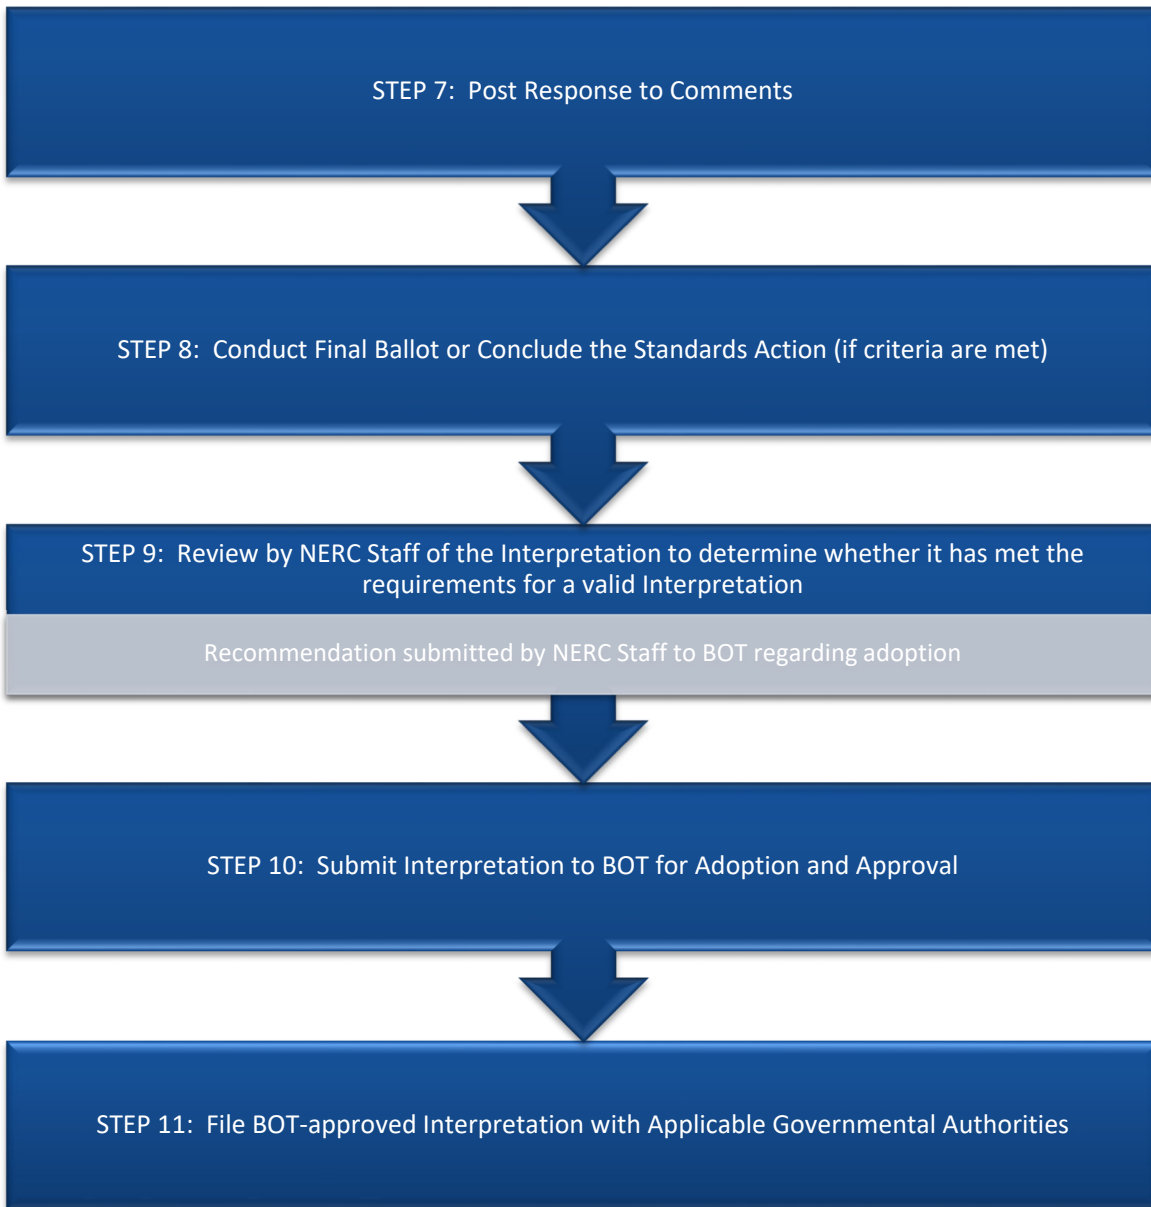 STEP 7:  Post Response to Comments
STEP 8:  Conduct Final Ballot or Conclude the Standards Action (if criteria are met)
STEP 9:  Review by NERC Staff of the Interpretation to determine whether it has met the
requirements for a valid Interpretation
Recommendation submitted by NERC Staff to BOT regarding adoption
STEP 10:  Submit Interpretation to BOT for Adoption and Approval
STEP 11:  File BOT-approved Interpretation with Applicable Governmental Authorities